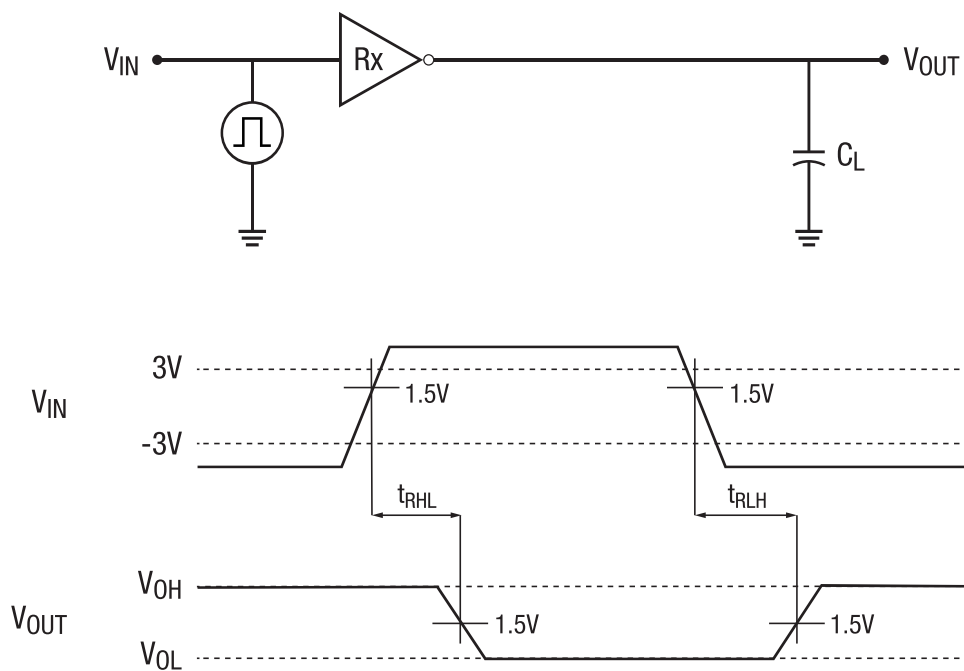 V_IN Rx V_OUT
C_L
3V
1.5V 1.5V
V_IN
-3V
t_RHL t_RLH
V_OH
V_OUT 1.5V 1.5V
V_OL